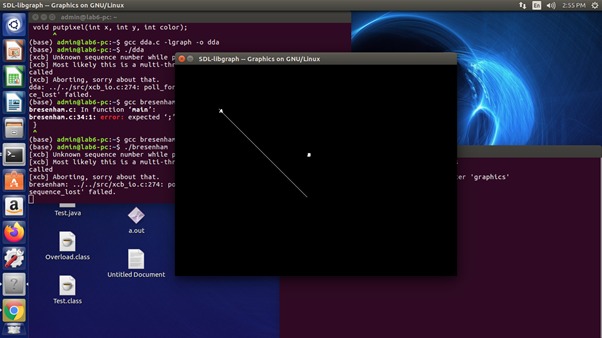 SDL-libgraph -- Graphics on GNU/Linux
En
2:55 PM
admin@lab6-pc: ~
void putpixel(int x, int y, int color);
^
(base) admin@lab6-pc:~$ gcc dda.c -lgraph -o dda
(base) admin@lab6-pc:~$ ./dda
[xcb] Unknown sequence number while p
[xcb] Most likely this is a multi-thr
called
[xcb] Aborting, sorry about that.
dda: ../../src/xcb_io.c:274: poll_for
ce_lost' failed.
(base) admin@lab6-pc:~$ gcc bresenham
bresenham.c: In function ‘main’:
bresenham.c:34:1: error: expected ‘;’
}
^
(base) admin@lab6-pc:~$ gcc bresenham
(base) admin@lab6-pc:~$ ./bresenham
[xcb] Unknown sequence number while p
[xcb] Most likely this is a multi-thr
called
[xcb] Aborting, sorry about that.
bresenham: ../../src/xcb_io.c:274: po
sequence_lost' failed.
SDL-libgraph -- Graphics on GNU/Linux
ter 'graphics'
Test.java
a.out
Overload.class
Untitled Document
Test.class